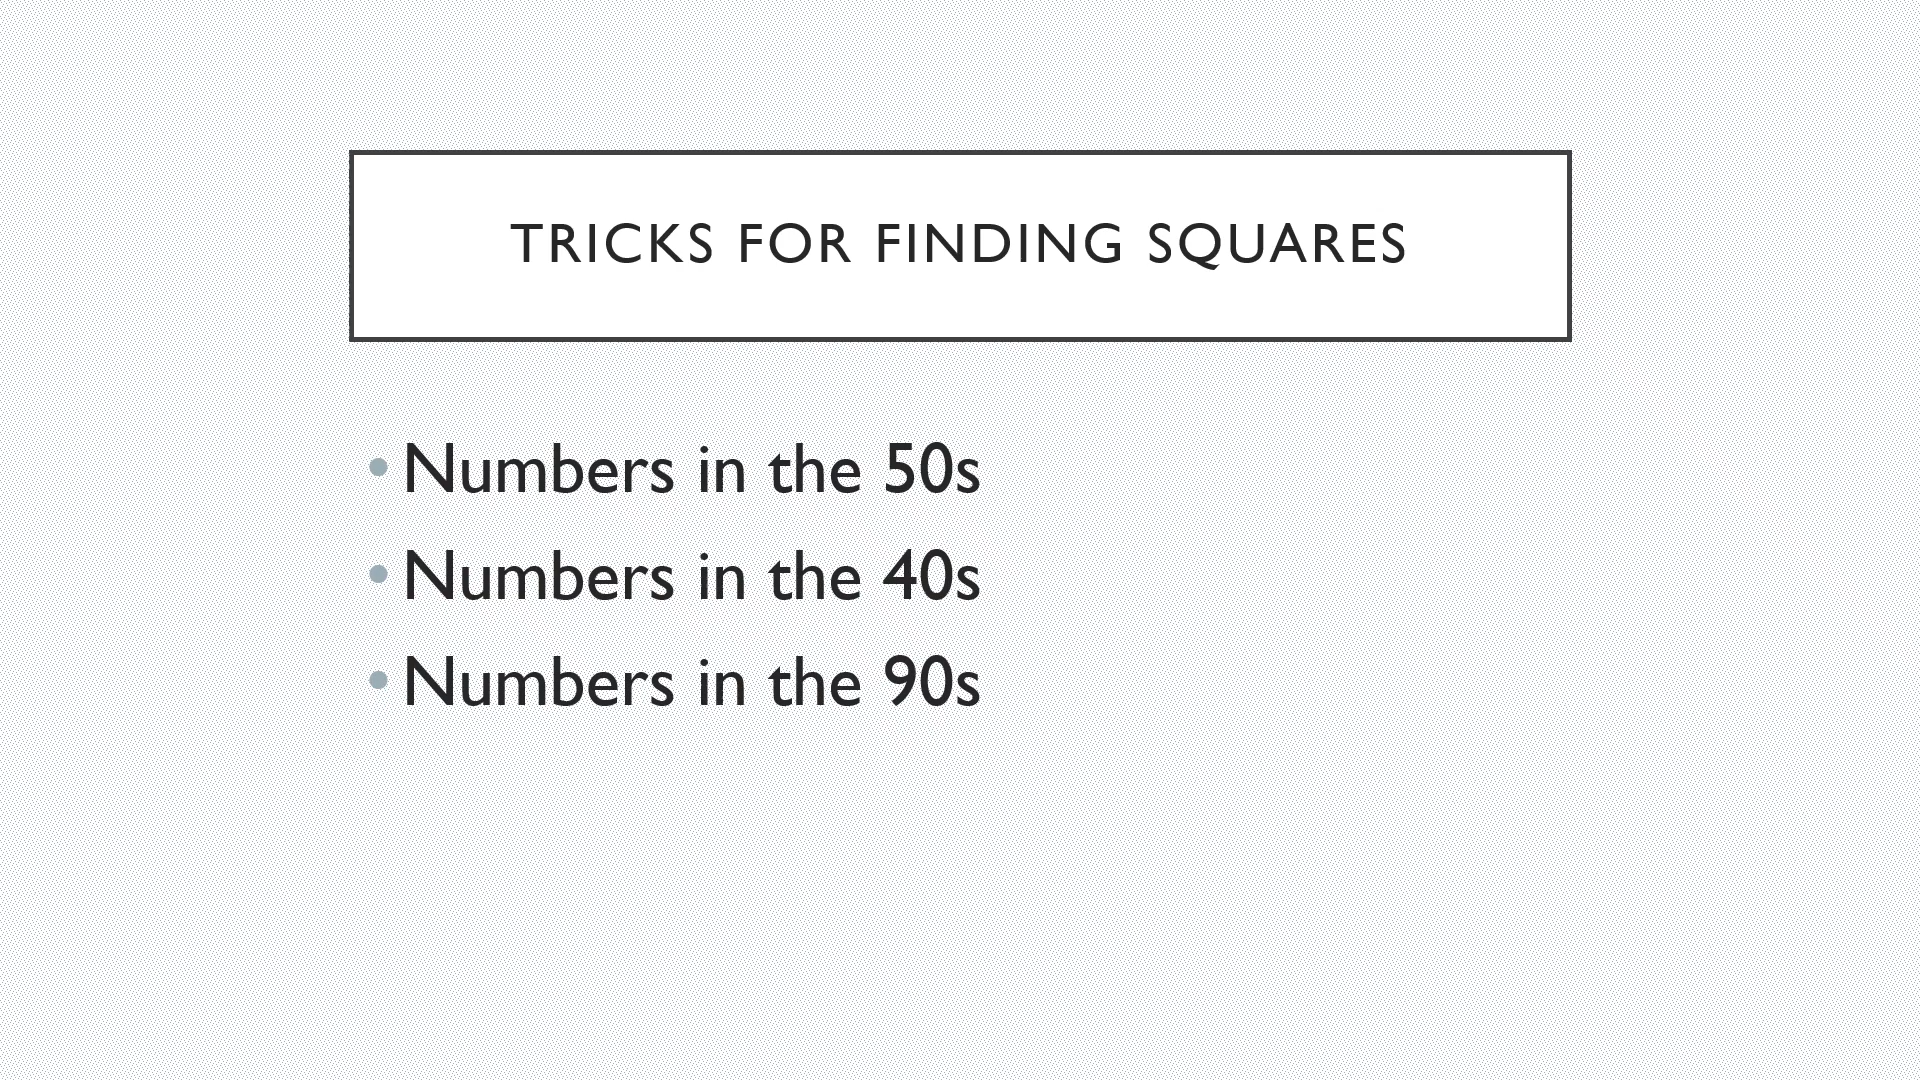 TRICKS FOR FINDING SQUARES
• Numbers in the 50s
• Numbers in the 40s
• Numbers in the 90s